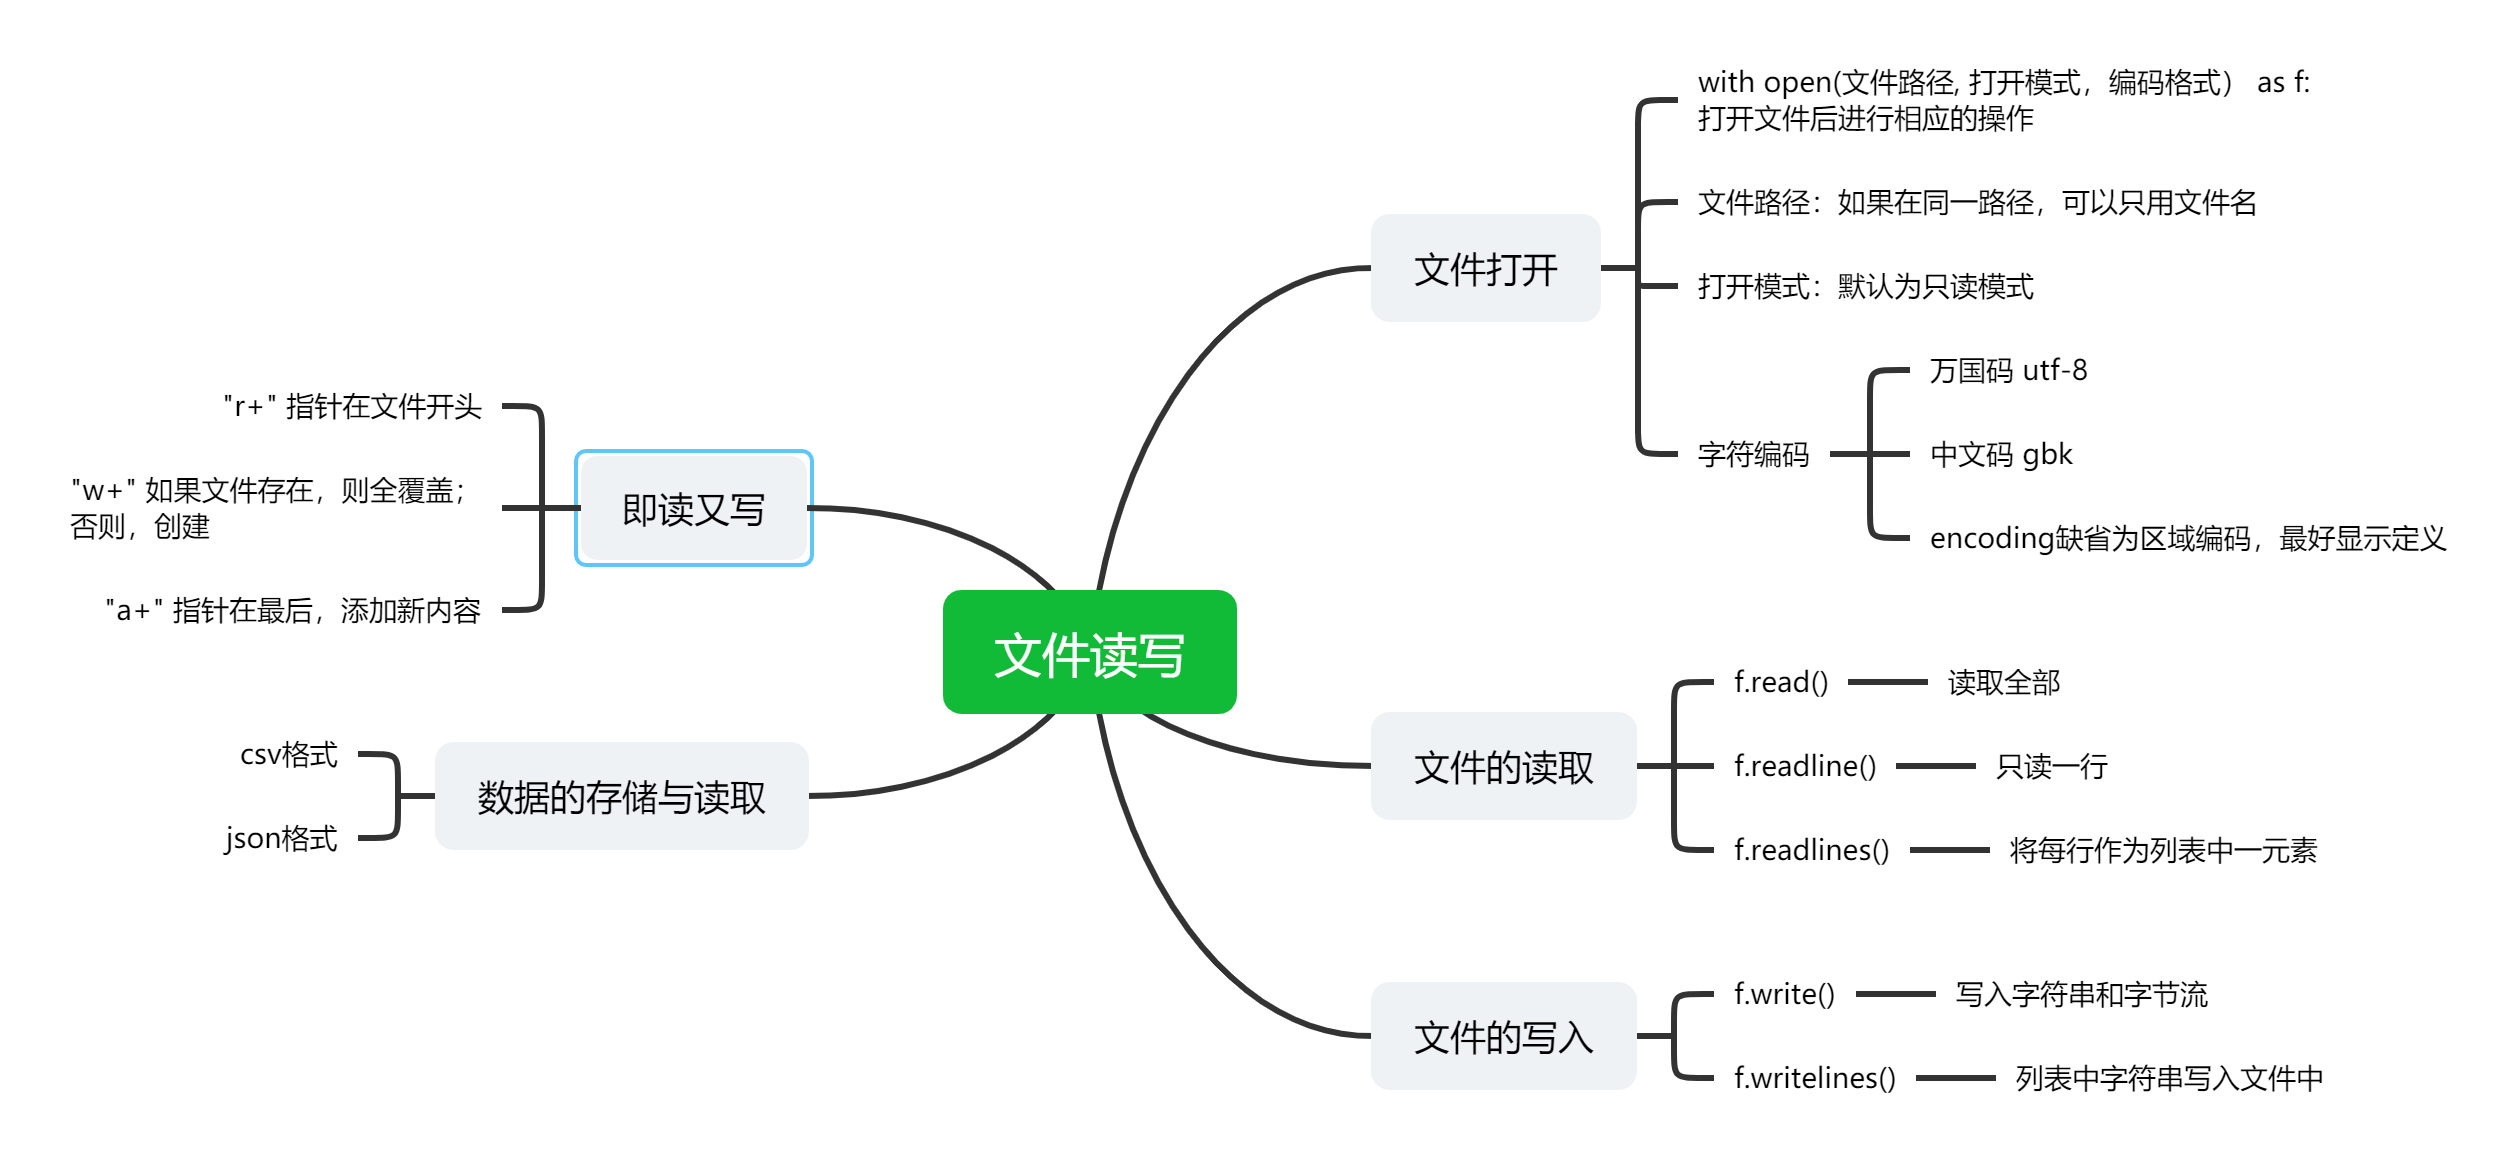 文件读写
文件打开
with open(文件路径, 打开模式，编码格式） as f:
打开文件后进行相应的操作
文件路径：如果在同一路径，可以只用文件名
打开模式：默认为只读模式
字符编码
万国码 utf-8
中文码 gbk
encoding缺省为区域编码，最好显示定义
文件的读取
f.read()
读取全部
f.readline()
只读一行
f.readlines()
将每行作为列表中一元素
文件的写入
f.write()
写入字符串和字节流
f.writelines()
列表中字符串写入文件中
即读又写
"r+" 指针在文件开头
"w+" 如果文件存在，则全覆盖；
否则，创建
"a+" 指针在最后，添加新内容
数据的存储与读取
csv格式
json格式